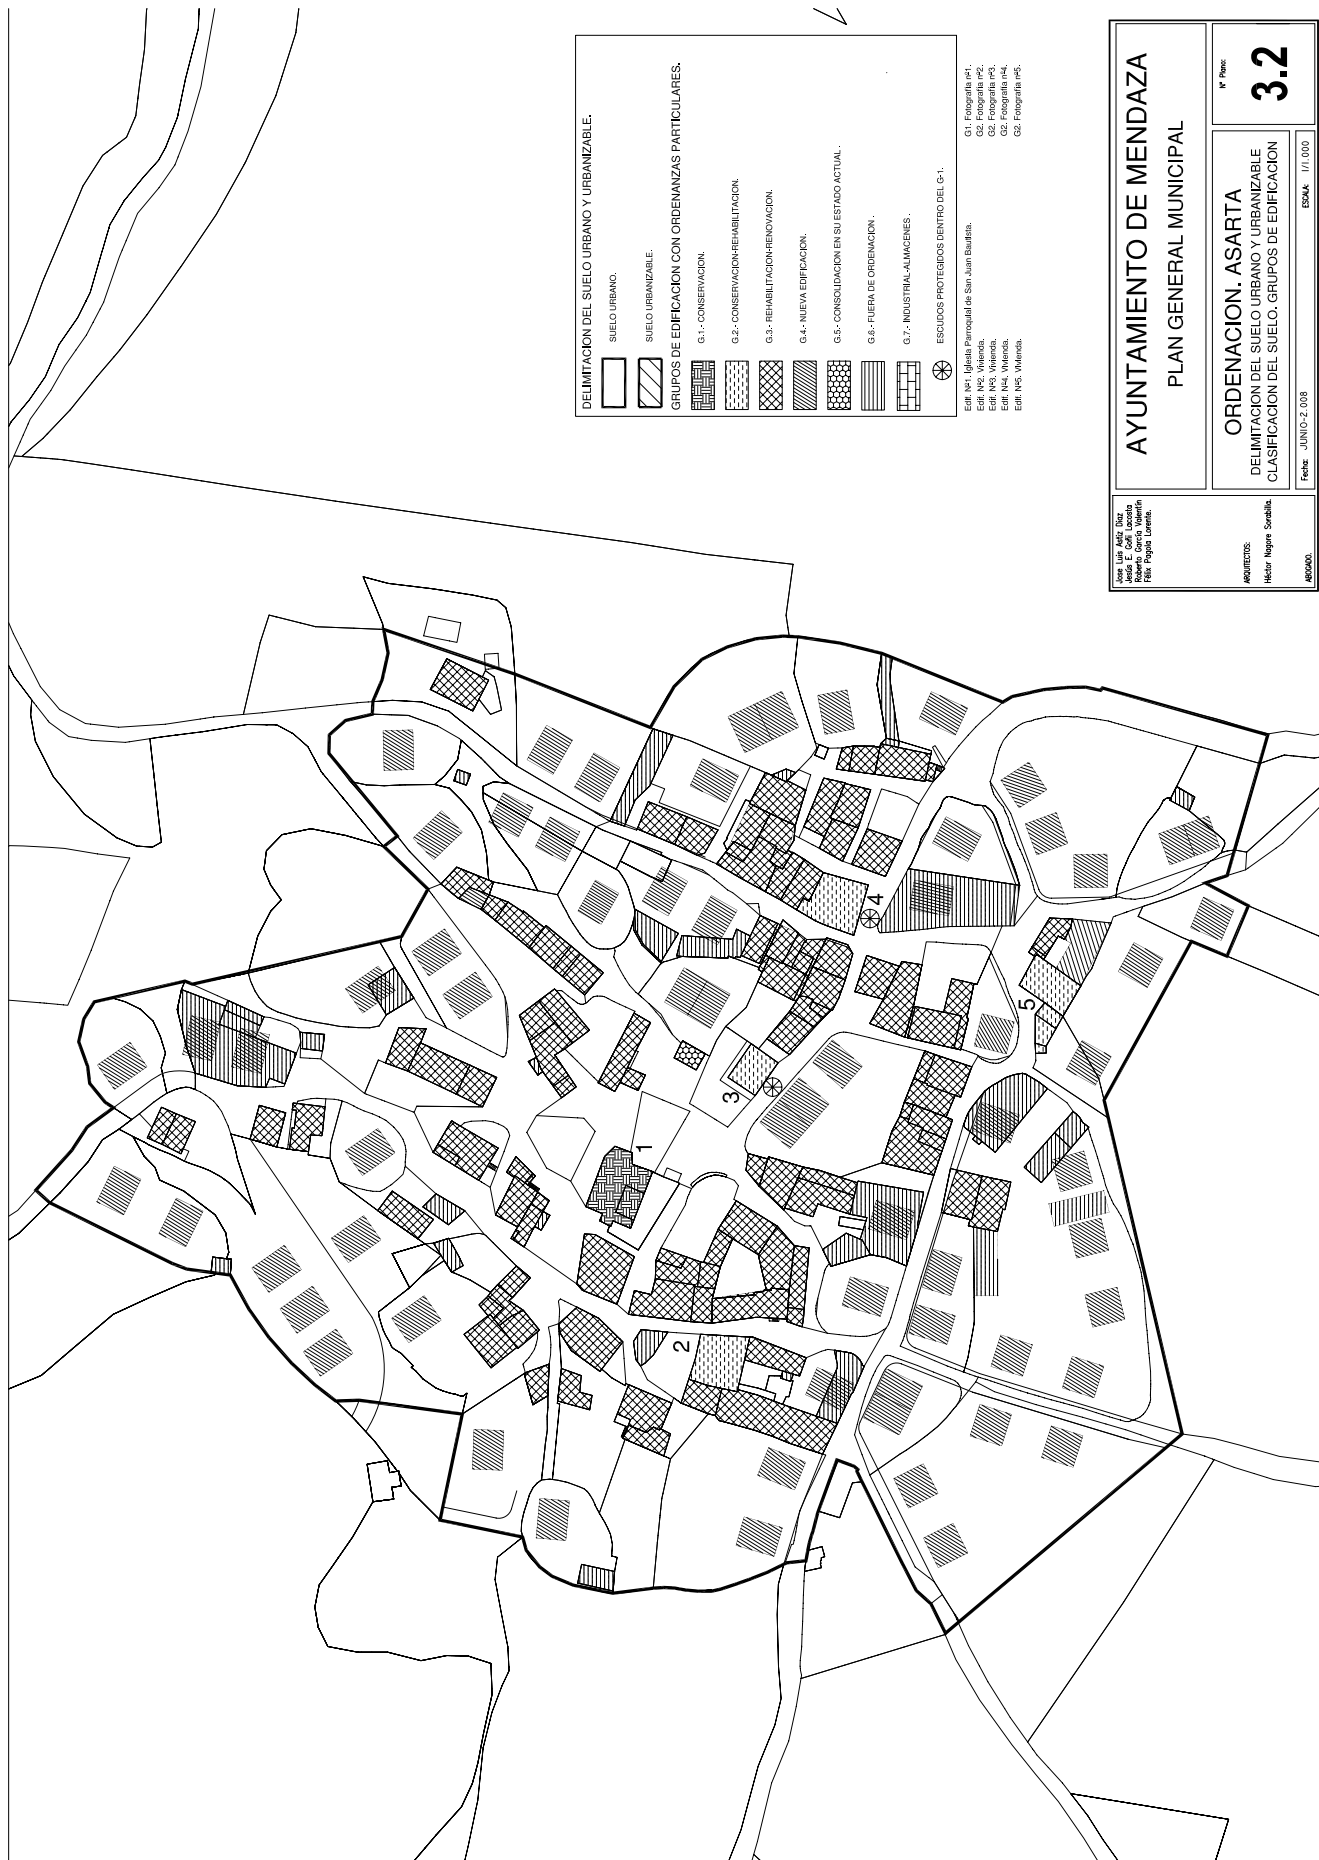 DELIMITACION DEL SUELO URBANO Y URBANIZABLE.
SUELO URBANO.
SUELO URBANIZABLE.
GRUPOS DE EDIFICACION CON ORDENANZAS PARTICULARES.
G.1.- CONSERVACION.
G.2.- CONSERVACION-REHABILITACION.
G.3.- REHABILITACION-RENOVACION.
G.4.- NUEVA EDIFICACION.
G.5.- CONSOLIDACION EN SU ESTADO ACTUAL.
G.6.- FUERA DE ORDENACION.
G.7.- INDUSTRIAL-ALMACENES.
ESCUDOS PROTEGIDOS DENTRO DEL G-1.
Edif. Nº1. Iglesia Parroquial de San Juan Bautista. G1. Fotografía nº1.
Edif. Nº2. Vivienda. G2. Fotografía nº2.
Edif. Nº3. Vivienda. G2. Fotografía nº3.
Edif. Nº4. Vivienda. G2. Fotografía nº4.
Edif. Nº5. Vivienda. G2. Fotografía nº5.
Jose Luis Astiz Díaz
Jesús E. Goñi Lacosta
Roberto García Valentín
Félix Pagola Lorente.
ARQUITECTOS:
Héctor Nagore Sorabilla.
ABOGADO.
AYUNTAMIENTO DE MENDAZA
PLAN GENERAL MUNICIPAL
ORDENACION. ASARTA
DELIMITACION DEL SUELO URBANO Y URBANIZABLE
CLASIFICACION DEL SUELO. GRUPOS DE EDIFICACION
Fecha: JUNIO-2.008 ESCALA: 1/1.000
Nº Plano:
3.2
1
2
3
4
5